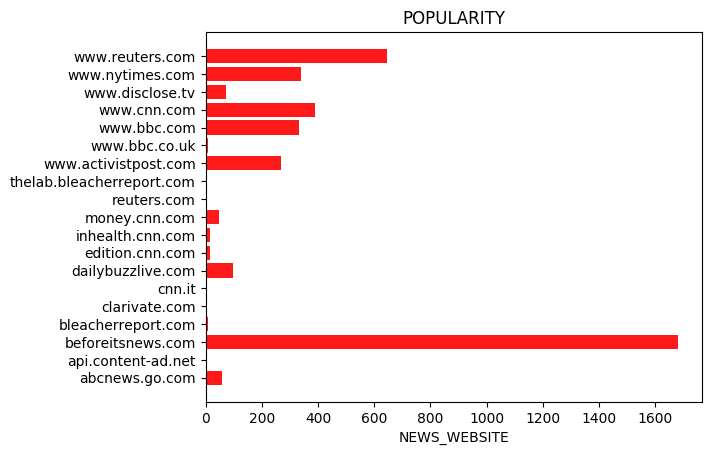 POPULARITY
www.reuters.com
www.nytimes.com
www.disclose.tv
www.cnn.com
www.bbc.com
www.bbc.co.uk
www.activistpost.com
thelab.bleacherreport.com
reuters.com
money.cnn.com
inhealth.cnn.com
edition.cnn.com
dailybuzzlive.com
cnn.it
clarivate.com
bleacherreport.com
beforeitsnews.com
api.content-ad.net
abcnews.go.com
0 200 400 600 800 1000 1200 1400 1600
NEWS_WEBSITE